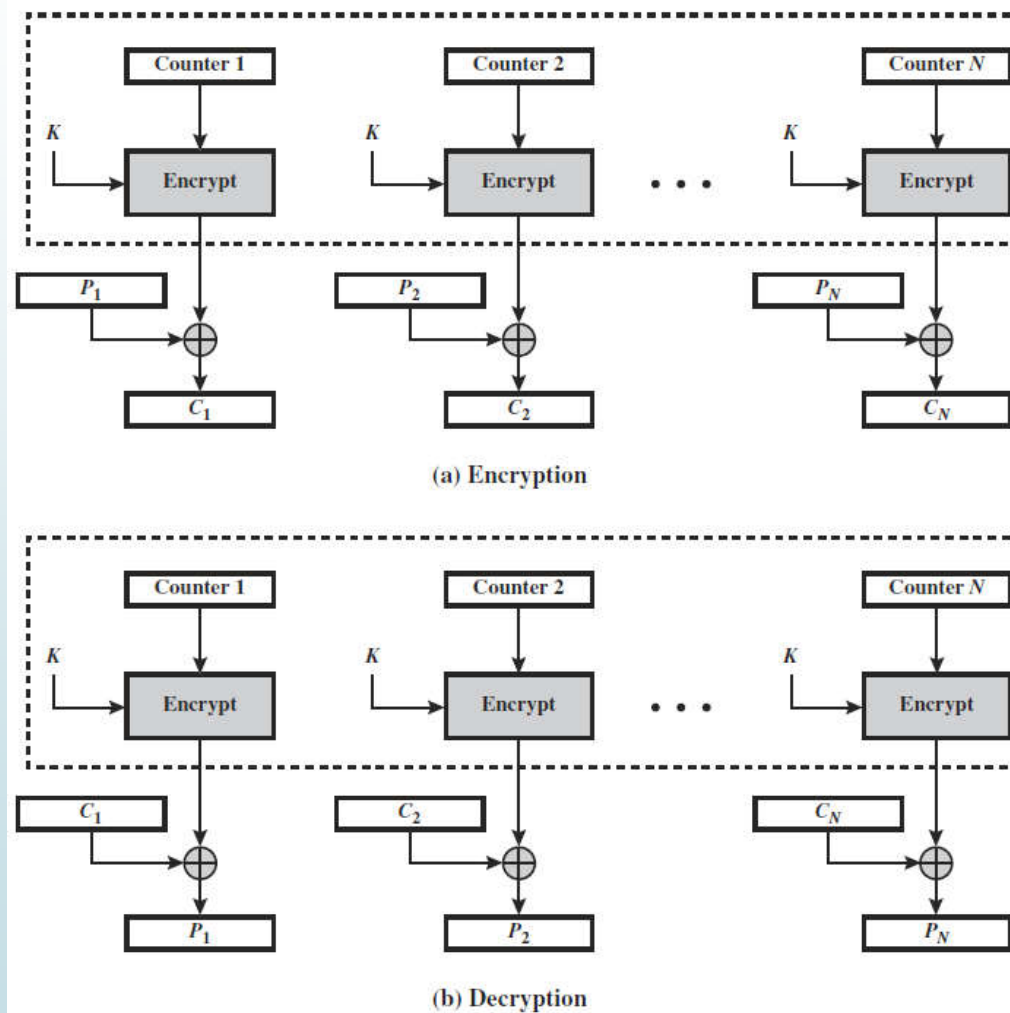 Counter 1 Counter 2 Counter N
K K K
Encrypt Encrypt • • • Encrypt
P1 P2 PN
C1 C2 CN
(a) Encryption
Counter 1 Counter 2 Counter N
K K K
Encrypt Encrypt • • • Encrypt
C1 C2 CN
P1 P2 PN
(b) Decryption